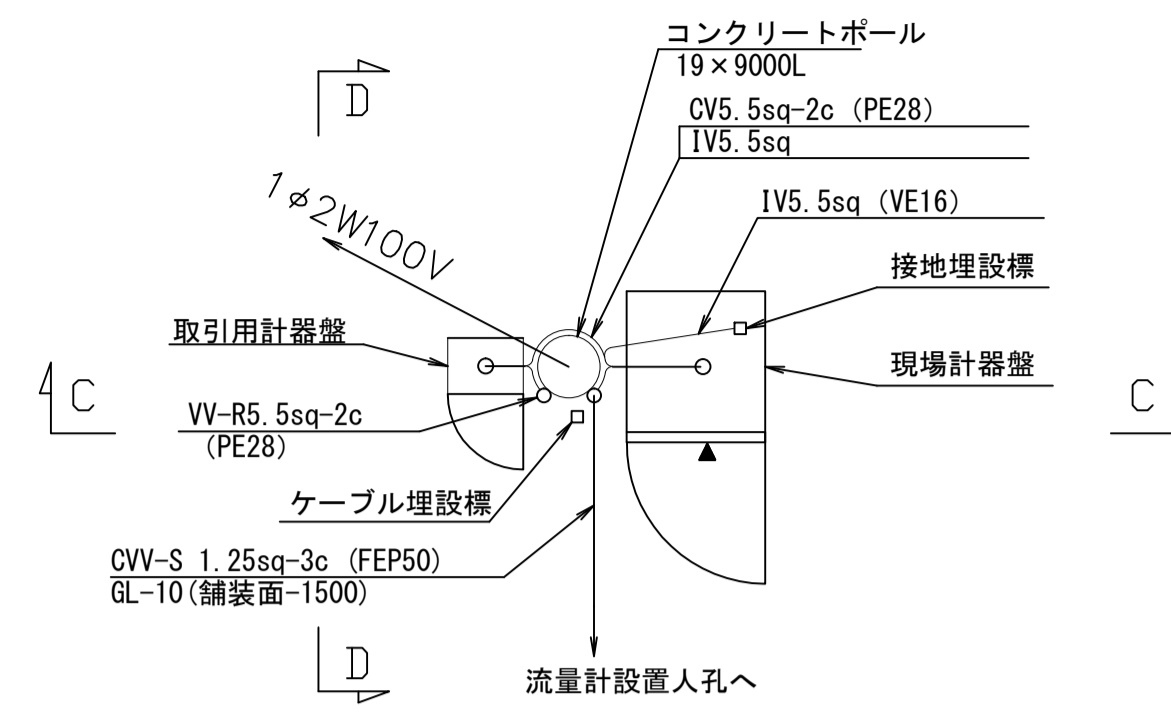 コンクリートポール
19×9000L
D
CV5.5sq-2c (PE28)
IV5.5sq
1φ2W100V
IV5.5sq (VE16)
接地埋設標
取引用計器盤
現場計器盤
C
C
VV-R5.5sq-2c
(PE28)
ケーブル埋設標
CVV-S 1.25sq-3c (FEP50)
GL-10(舗装面-1500)
D
流量計設置人孔へ